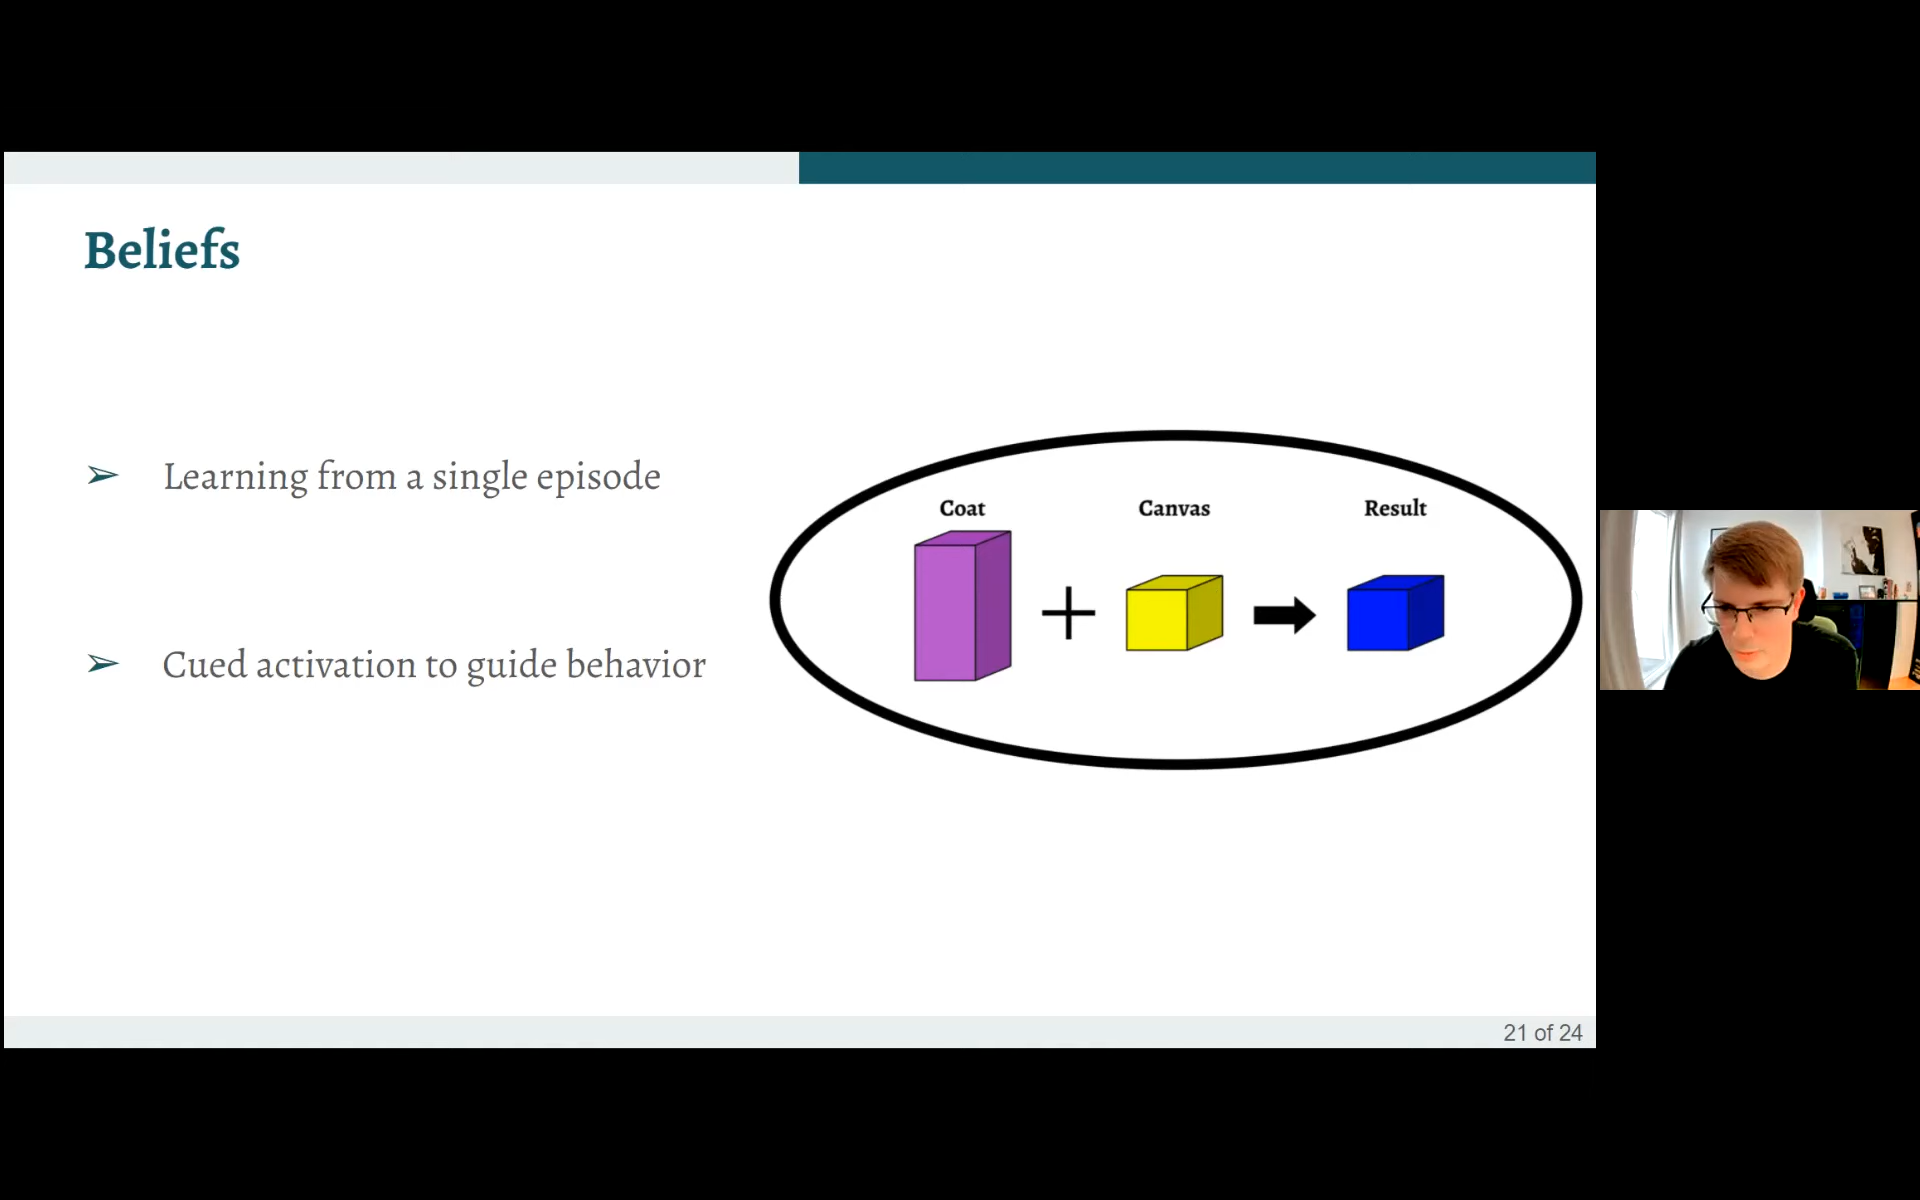 Beliefs
➢ Learning from a single episode
➢ Cued activation to guide behavior
Coat Canvas Result
21 of 24